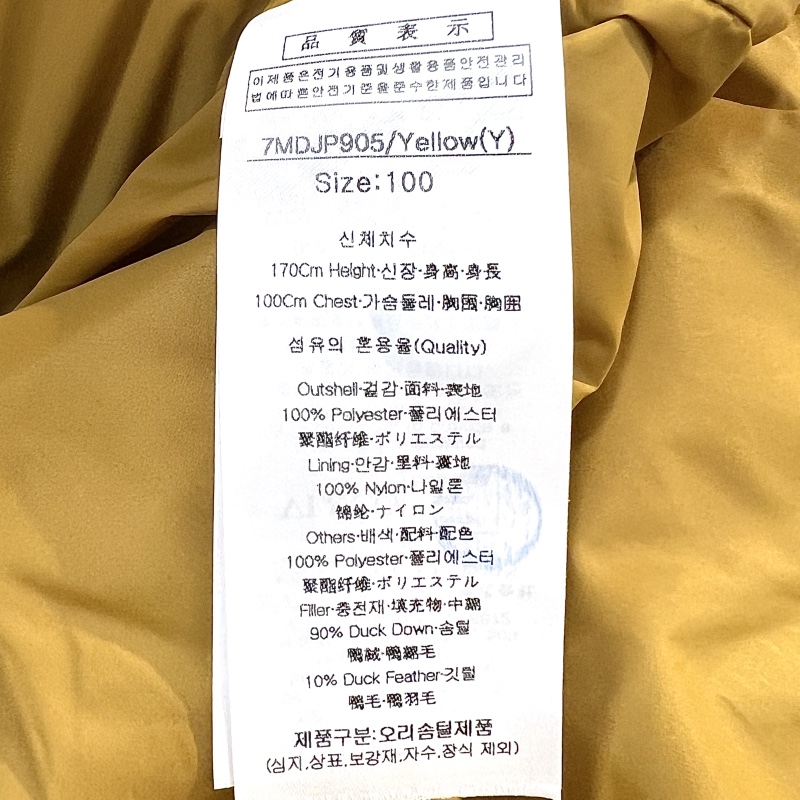 品質表示
이제품은전기용품및생활용품안전관리
법에따른안전기준을준수한제품입니다
7MDJP905/Yellow(Y)
Size:100
신체치수
170Cm Height·신장·身高·身長
100Cm Chest·가슴둘레·胸围·胸囲
섬유의 혼용율(Quality)
Outshell·겉감·面料·表地
100% Polyester·폴리에스터
聚酯纤维·ポリエステル
Lining·안감·里料·裏地
100% Nylon·나일론
锦纶·ナイロン
Others·배색·配料·配色
100% Polyester·폴리에스터
聚酯纤维·ポリエステル
Filler·충전재·填充物·中綿
90% Duck Down·솜털
鸭绒·鴨綿毛
10% Duck Feather·깃털
鸭毛·鴨羽毛
제품구분:오리솜털제품
(심지,상표,보강재,자수,장식 제외)